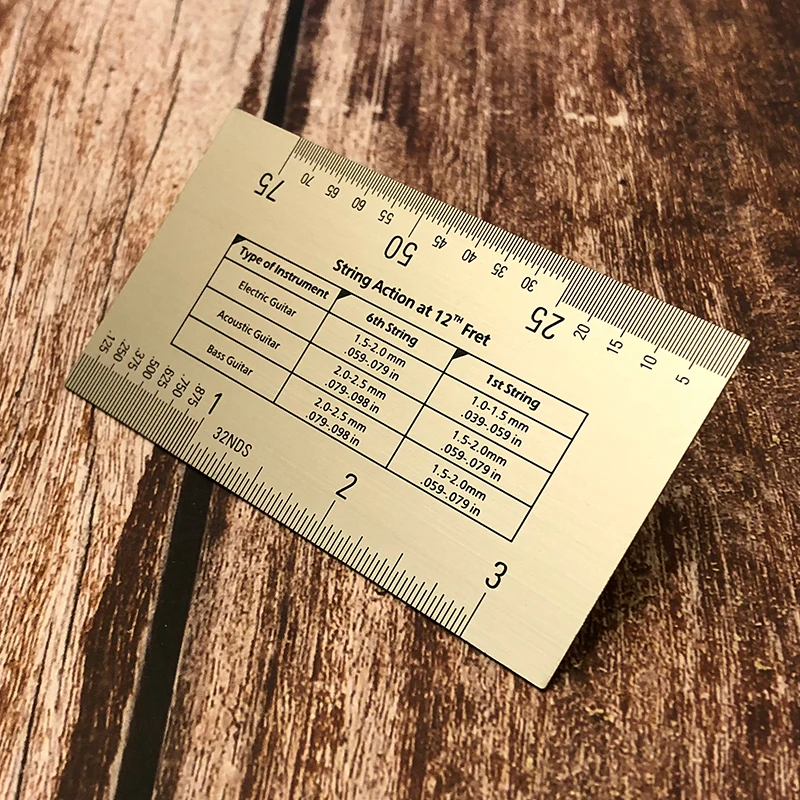 75 70 65 60 55 50 45 40 35 30 25 20 15 10 5
String Action at 12TH Fret
Type of Instrument 6th String 1st String
Electric Guitar 1.5-2.0 mm 1.0-1.5 mm
.059-.079 in .039-.059 in
Acoustic Guitar 2.0-2.5 mm 1.5-2.0mm
.079-.098 in .059-.079 in
Bass Guitar 2.0-2.5 mm 1.5-2.0mm
.079-.098 in .059-.079 in
.125 .250 .375 .500 .625 .750 .875 1 2 3
32NDS